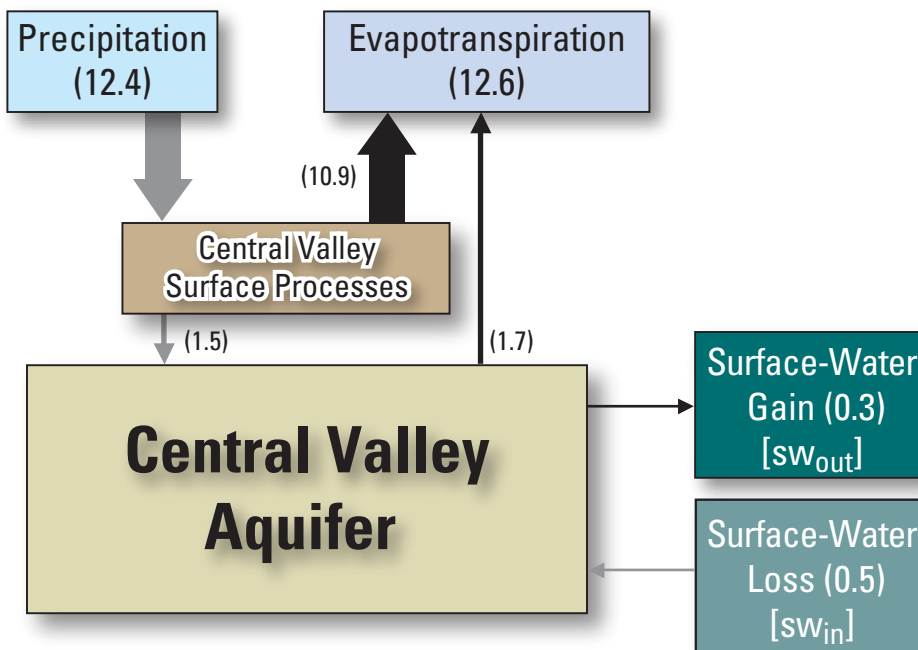 Precipitation
(12.4)
Evapotranspiration
(12.6)
(10.9)
Central Valley
Surface Processes
(1.5)
(1.7)
Central Valley
Aquifer
Surface-Water
Gain (0.3)
[swout]
Surface-Water
Loss (0.5)
[swin]